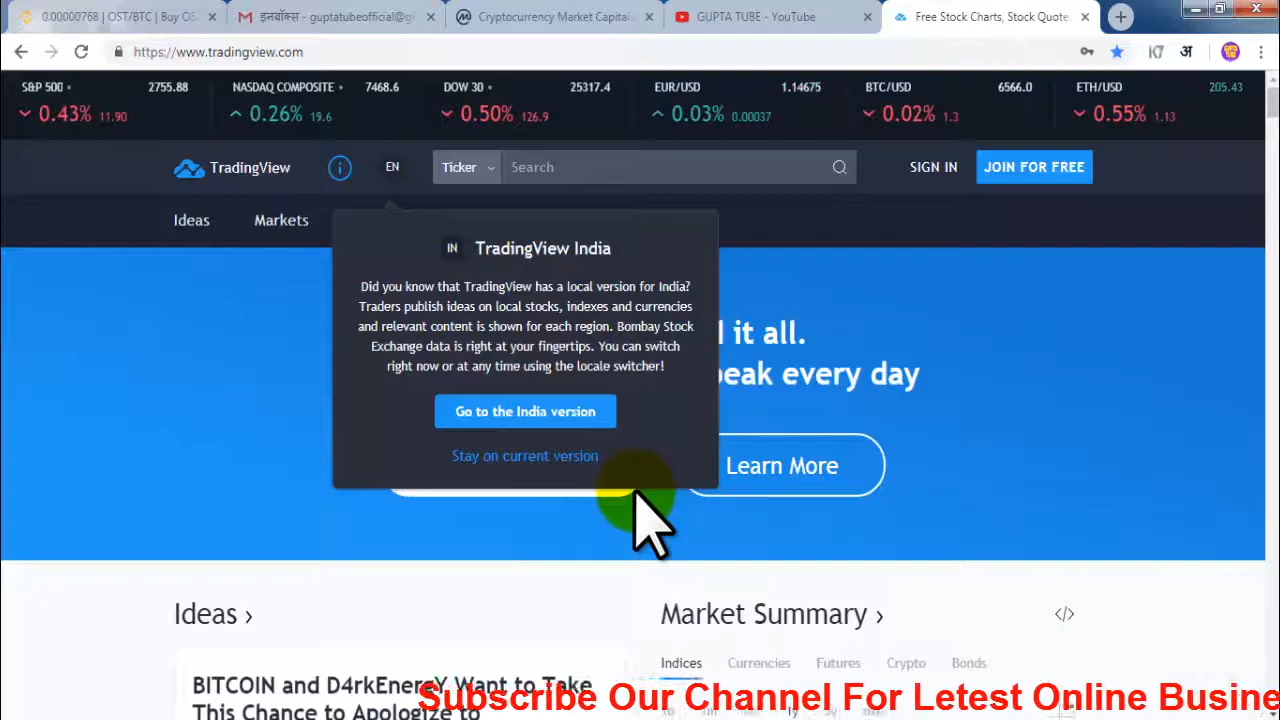 0.00000768 | OST/BTC | Buy OS
इनबॉक्स - guptatubeofficial@g
Cryptocurrency Market Capital
GUPTA TUBE - YouTube
Free Stock Charts, Stock Quote
https://www.tradingview.com
अ
S&P 500 2755.88
0.43% 11.90
NASDAQ COMPOSITE 7468.6
0.26% 19.6
DOW 30 25317.4
0.50% 126.9
EUR/USD 1.14675
0.03% 0.00037
BTC/USD 6566.0
0.02% 1.3
ETH/USD 205.43
0.55% 1.13
TradingView
EN
Ticker
Search
SIGN IN
JOIN FOR FREE
Ideas
Markets
IN TradingView India
Did you know that TradingView has a local version for India?
Traders publish ideas on local stocks, indexes and currencies
and relevant content is shown for each region. Bombay Stock
Exchange data is right at your fingertips. You can switch
right now or at any time using the locale switcher!
Go to the India version
Stay on current version
it all.
peak every day
Learn More
Ideas ›
Market Summary ›
</>
Indices Currencies Futures Crypto Bonds
BITCOIN and D4rkEnereY Want to Take
This Chance to Apologize to
Subscribe Our Channel For Letest Online Busine